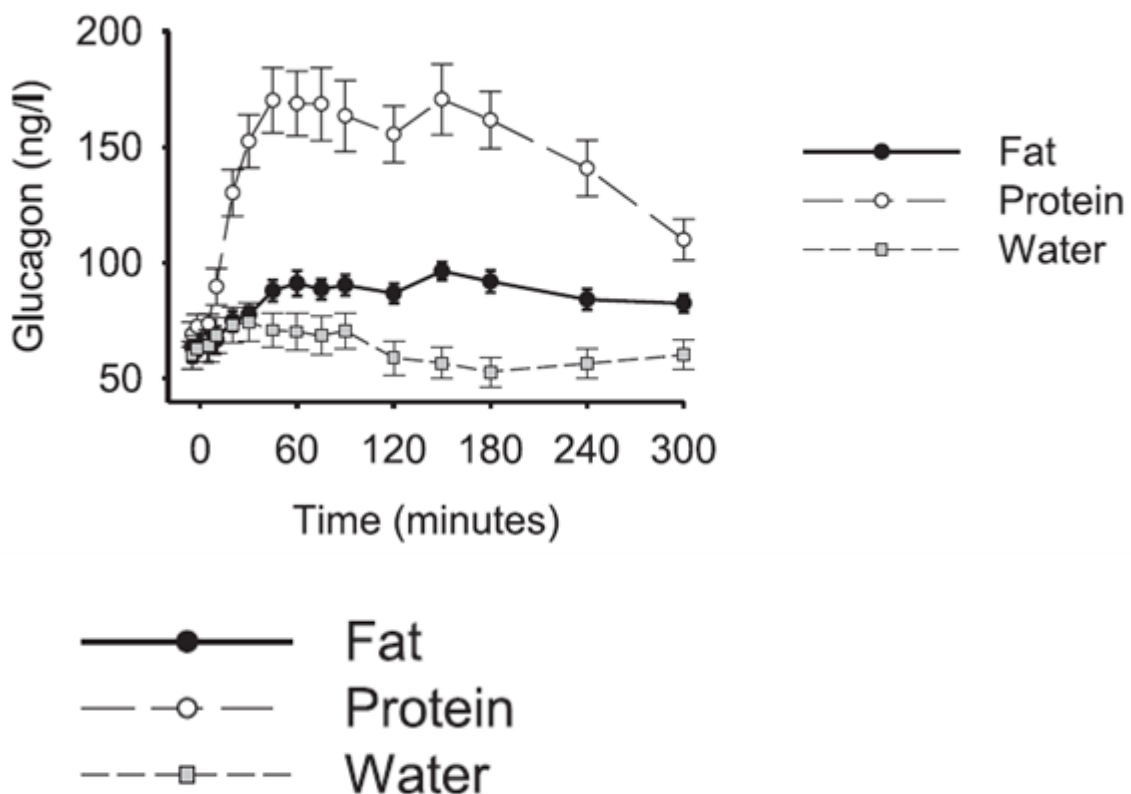 200
150
100
50
Glucagon (ng/l)
0 60 120 180 240 300
Time (minutes)
Fat
Protein
Water
Fat
Protein
Water